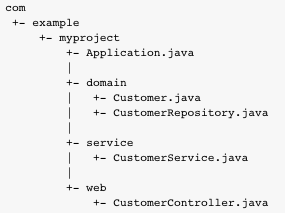 com
 +- example
     +- myproject
         +- Application.java
         |
         +- domain
         |   +- Customer.java
         |   +- CustomerRepository.java
         |
         +- service
         |   +- CustomerService.java
         |
         +- web
             +- CustomerController.java